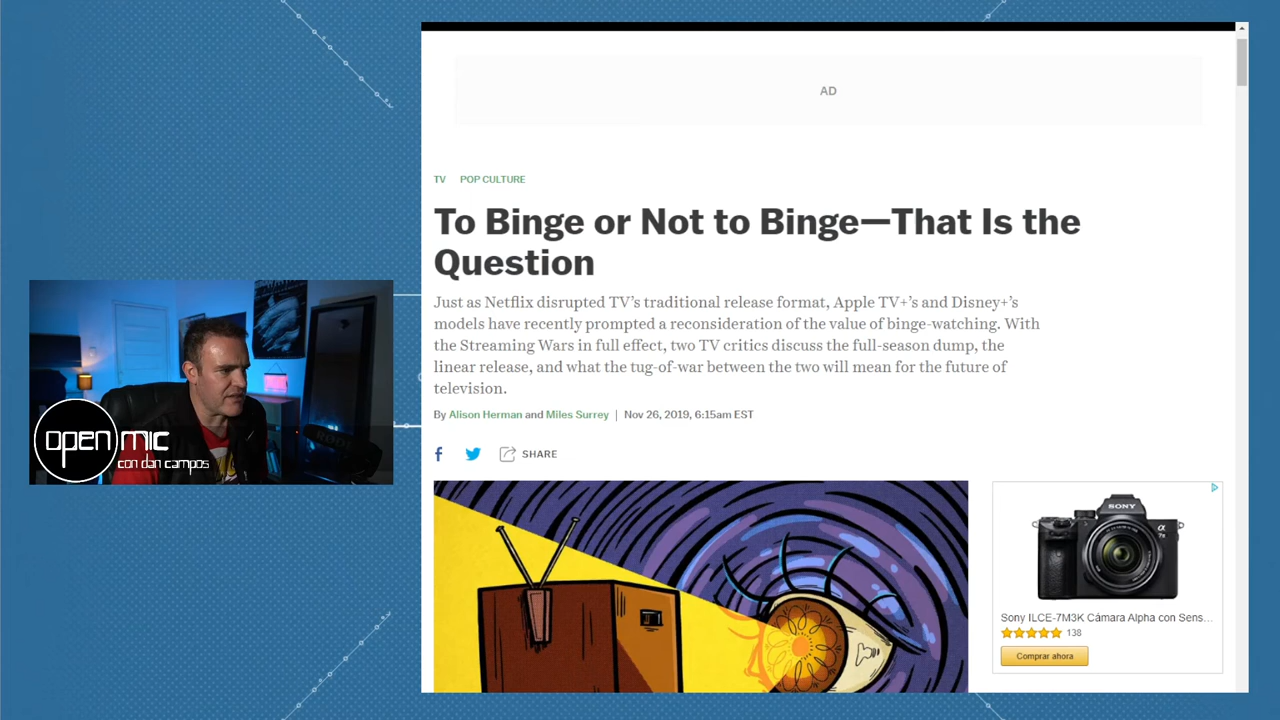 AD
TV POP CULTURE
To Binge or Not to Binge—That Is the
Question
Just as Netflix disrupted TV's traditional release format, Apple TV+'s and Disney+'s
models have recently prompted a reconsideration of the value of binge-watching. With
the Streaming Wars in full effect, two TV critics discuss the full-season dump, the
linear release, and what the tug-of-war between the two will mean for the future of
television.
By Alison Herman and Miles Surrey | Nov 26, 2019, 6:15am EST
SHARE
open mic
con dan campos
SONY
α
Sony ILCE-7M3K Cámara Alpha con Sens...
138
Comprar ahora